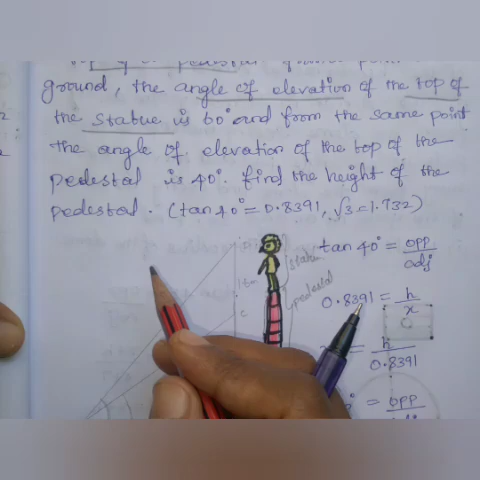 ground, the angle of elevation of the top of
the statue is 60° and from the same point
the angle of elevation of the top of the
pedestal is 40°. find the height of the
pedestal. (tan 40° = 0.8391, √3 = 1.732)
tan 40° = opp/adj
0.8391 = h/x
= h/0.8391
= opp
pedestal
c